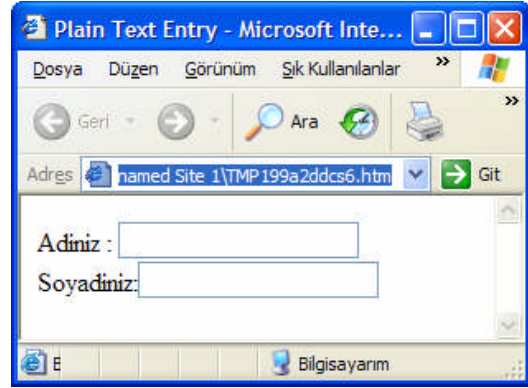 Plain Text Entry - Microsoft Inte...
Dosya Düzen Görünüm Sık Kullanılanlar »
Geri Ara »
Adres named Site 1\TMP199a2ddcs6.htm Git
Adiniz :
Soyadiniz:
Bilgisayarım